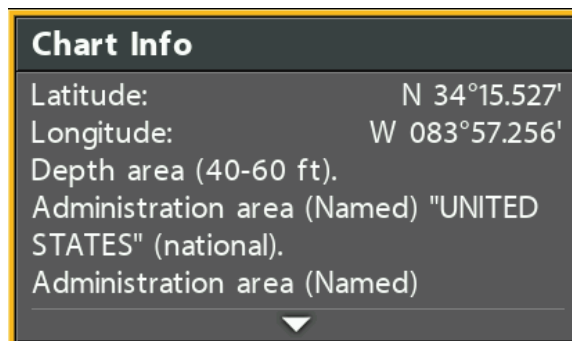 Chart Info
Latitude: N 34°15.527'
Longitude: W 083°57.256'
Depth area (40-60 ft).
Administration area (Named) "UNITED
STATES" (national).
Administration area (Named)